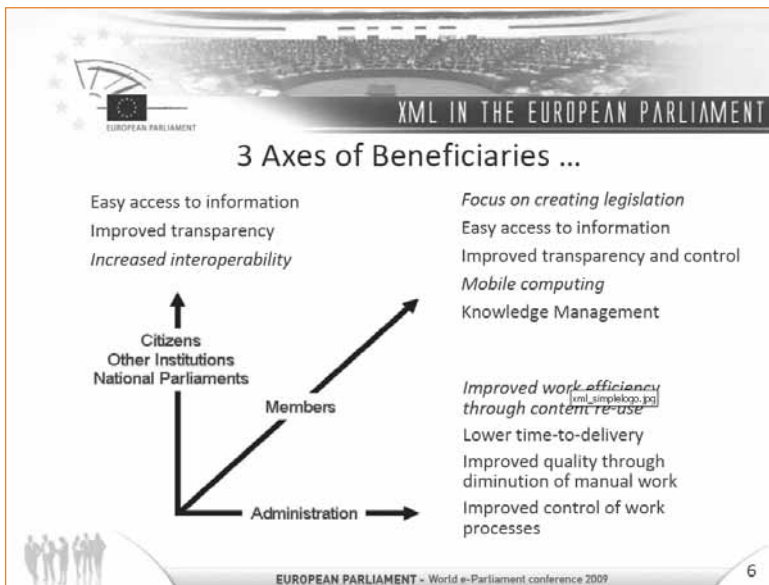 EUROPEAN PARLIAMENT
XML IN THE EUROPEAN PARLIAMENT
3 Axes of Beneficiaries ...
Easy access to information
Improved transparency
Increased interoperability
Focus on creating legislation
Easy access to information
Improved transparency and control
Mobile computing
Knowledge Management
Citizens
Other Institutions
National Parliaments
Members
Administration
Improved work efficiency
xml_simplelogo.jpg
through content re-use
Lower time-to-delivery
Improved quality through
diminution of manual work
Improved control of work
processes
EUROPEAN PARLIAMENT - World e-Parliament conference 2009
6